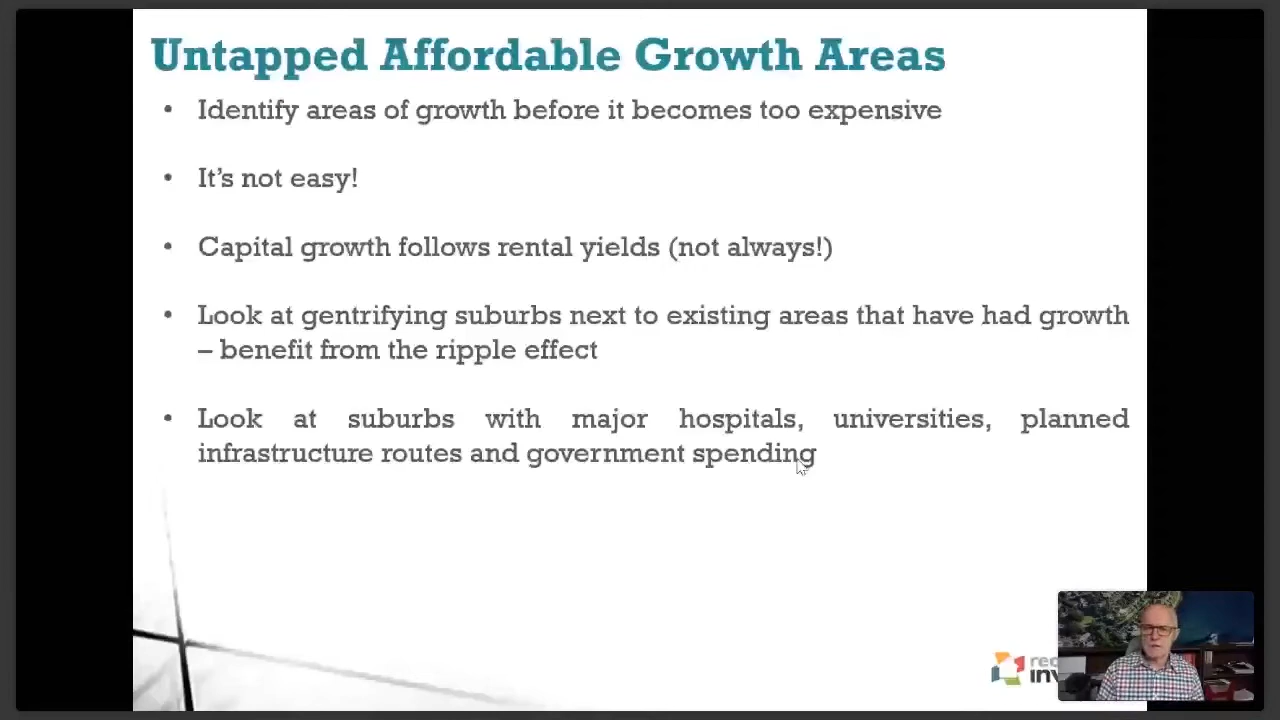 Untapped Affordable Growth Areas
• Identify areas of growth before it becomes too expensive
• It’s not easy!
• Capital growth follows rental yields (not always!)
• Look at gentrifying suburbs next to existing areas that have had growth
– benefit from the ripple effect
• Look at suburbs with major hospitals, universities, planned
infrastructure routes and government spending